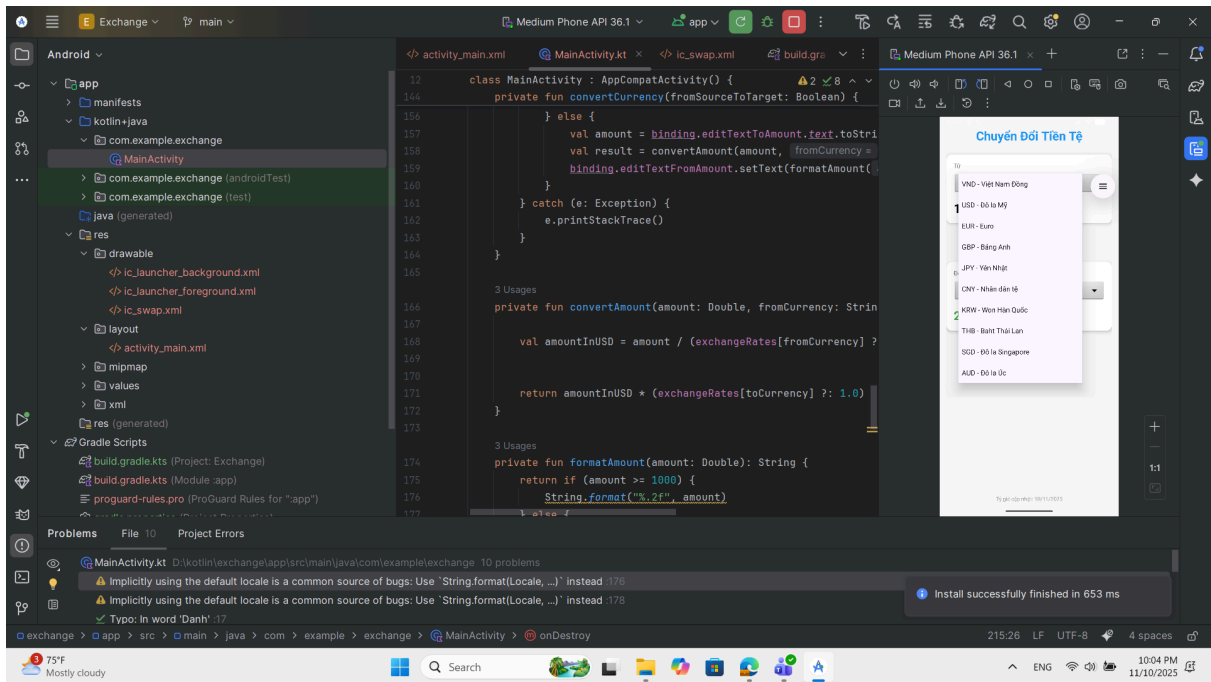 E Exchange
main
Medium Phone API 36.1
app
Android
app
manifests
kotlin+java
com.example.exchange
MainActivity
com.example.exchange (androidTest)
com.example.exchange (test)
java (generated)
res
drawable
ic_launcher_background.xml
ic_launcher_foreground.xml
ic_swap.xml
layout
activity_main.xml
mipmap
values
xml
res (generated)
Gradle Scripts
build.gradle.kts (Project: Exchange)
build.gradle.kts (Module :app)
proguard-rules.pro (ProGuard Rules for ":app")
activity_main.xml
MainActivity.kt
ic_swap.xml
build.gra
2 8
12 class MainActivity : AppCompatActivity() {
144 private fun convertCurrency(fromSourceToTarget: Boolean) {
156 } else {
157 val amount = binding.editTextToAmount.text.toStri
158 val result = convertAmount(amount, fromCurrency =
159 binding.editTextFromAmount.setText(formatAmount(
160 }
161 } catch (e: Exception) {
162 e.printStackTrace()
163 }
164 }
165
3 Usages
166 private fun convertAmount(amount: Double, fromCurrency: Strin
167
168 val amountInUSD = amount / (exchangeRates[fromCurrency] ?
169
170
171 return amountInUSD * (exchangeRates[toCurrency] ?: 1.0)
172 }
173
3 Usages
174 private fun formatAmount(amount: Double): String {
175 return if (amount >= 1000) {
176 String.format("%.2f", amount)
177 } else {
Medium Phone API 36.1
Chuyển Đổi Tiền Tệ
Từ
VND - Việt Nam Đồng
USD - Đô la Mỹ
EUR - Euro
GBP - Bảng Anh
JPY - Yên Nhật
CNY - Nhân dân tệ
KRW - Won Hàn Quốc
THB - Baht Thái Lan
SGD - Đô la Singapore
AUD - Đô la Úc
Tỷ giá cập nhật: 10/11/2025
1:1
Problems
File 10
Project Errors
MainActivity.kt D:\kotlin\exchange\app\src\main\java\com\example\exchange 10 problems
Implicitly using the default locale is a common source of bugs: Use `String.format(Locale, ...)` instead :176
Implicitly using the default locale is a common source of bugs: Use `String.format(Locale, ...)` instead :178
Typo: In word 'Danh' :17
Install successfully finished in 653 ms
exchange > app > src > main > java > com > example > exchange > MainActivity > onDestroy
215:26 LF UTF-8 4 spaces
3
75°F
Mostly cloudy
Search
ENG
10:04 PM
11/10/2025